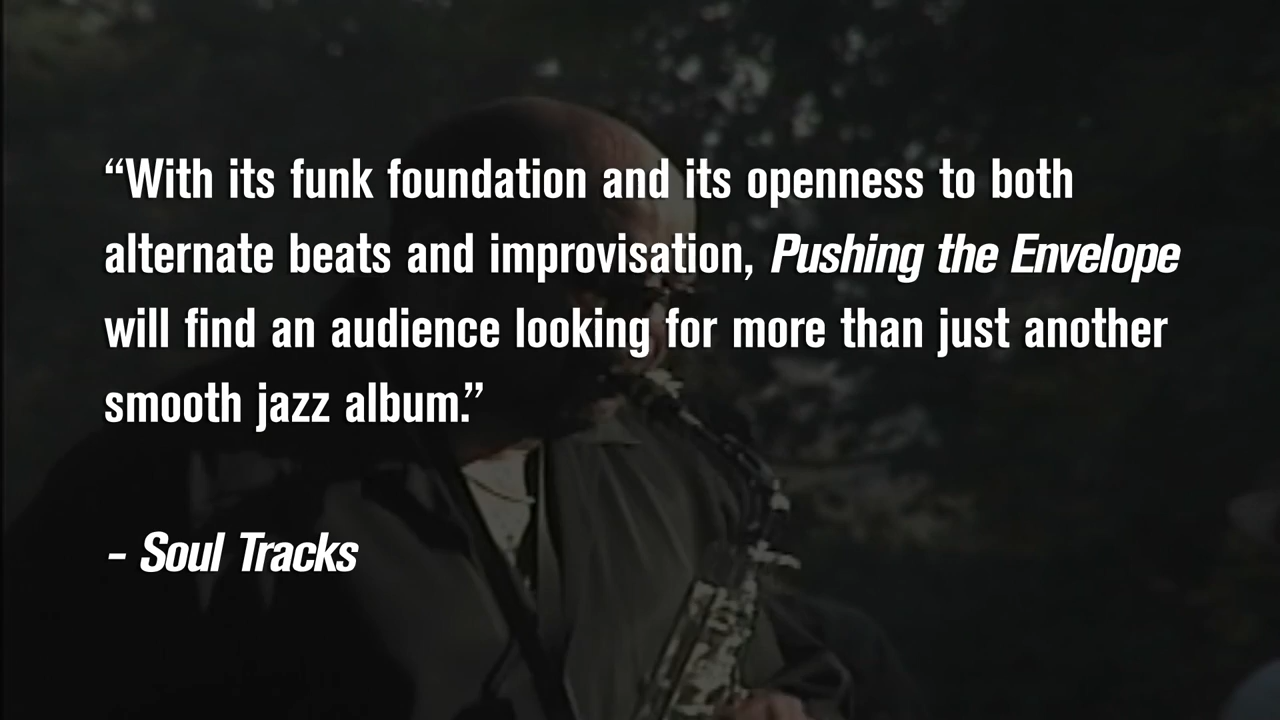 “With its funk foundation and its openness to both
alternate beats and improvisation, Pushing the Envelope
will find an audience looking for more than just another
smooth jazz album.”
- Soul Tracks